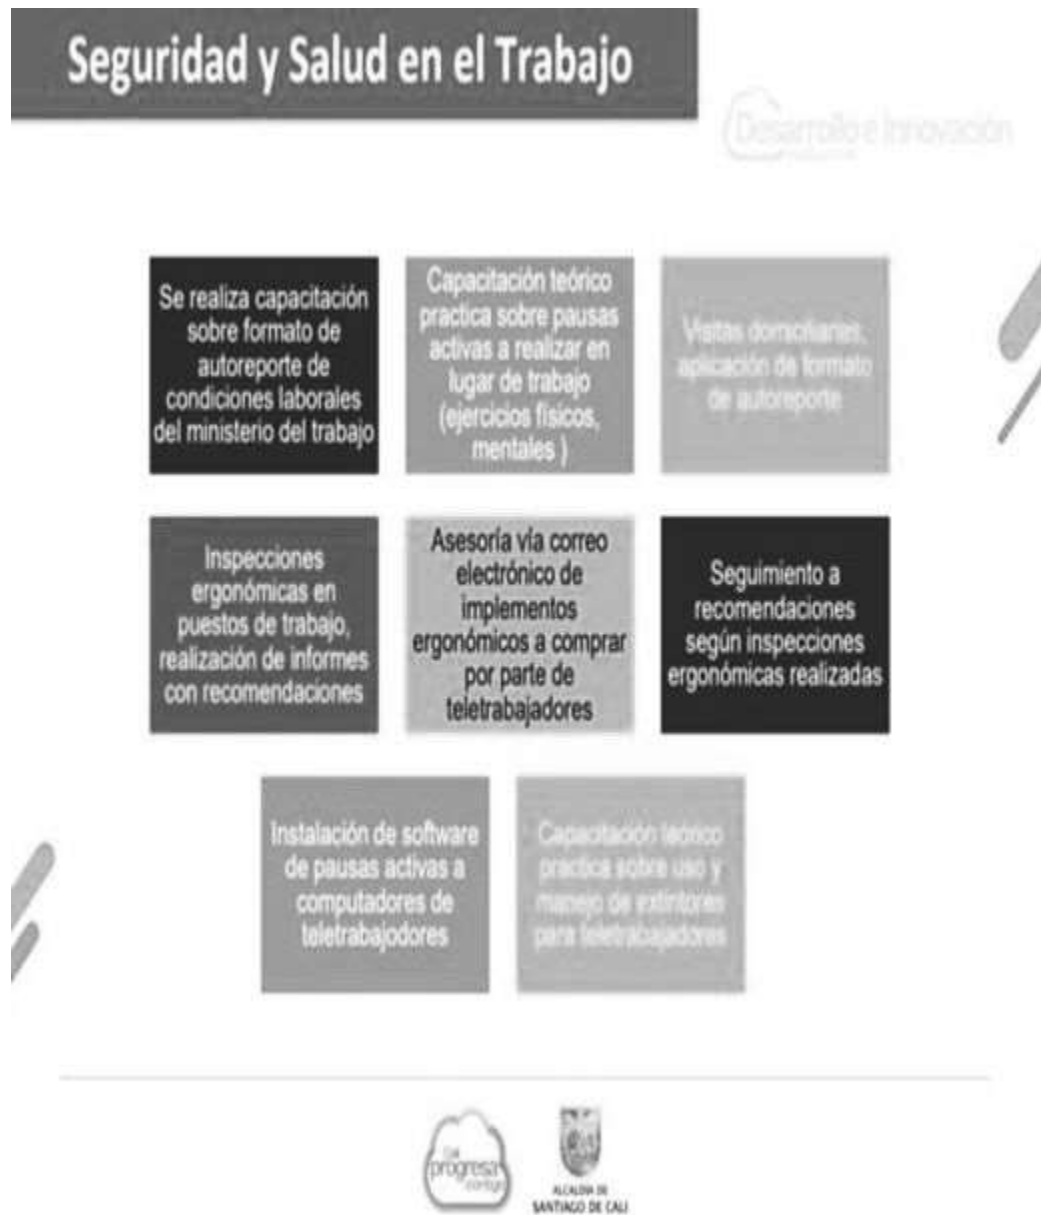 Seguridad y Salud en el Trabajo
Desarrollo e Innovación
Se realiza capacitación
sobre formato de
autoreporte de
condiciones laborales
del ministerio del trabajo
Capacitación teórico
practica sobre pausas
activas a realizar en
lugar de trabajo
(ejercicios físicos,
mentales )
Visitas domiciliaries,
aplicación de formato
de autoreporte
Inspecciones
ergonómicas en
puestos de trabajo,
realización de informes
con recomendaciones
Asesoría vía correo
electrónico de
implementos
ergonómicos a comprar
por parte de
teletrabajadores
Seguimiento a
recomendaciones
según inspecciones
ergonómicas realizadas
Instalación de software
de pausas activas a
computadores de
teletrabajodores
Capacitación teórico
practica sobre uso y
manejo de extintores
para teletrabajadores
progresa
contigo
ALCALDÍA DE
SANTIAGO DE CALI